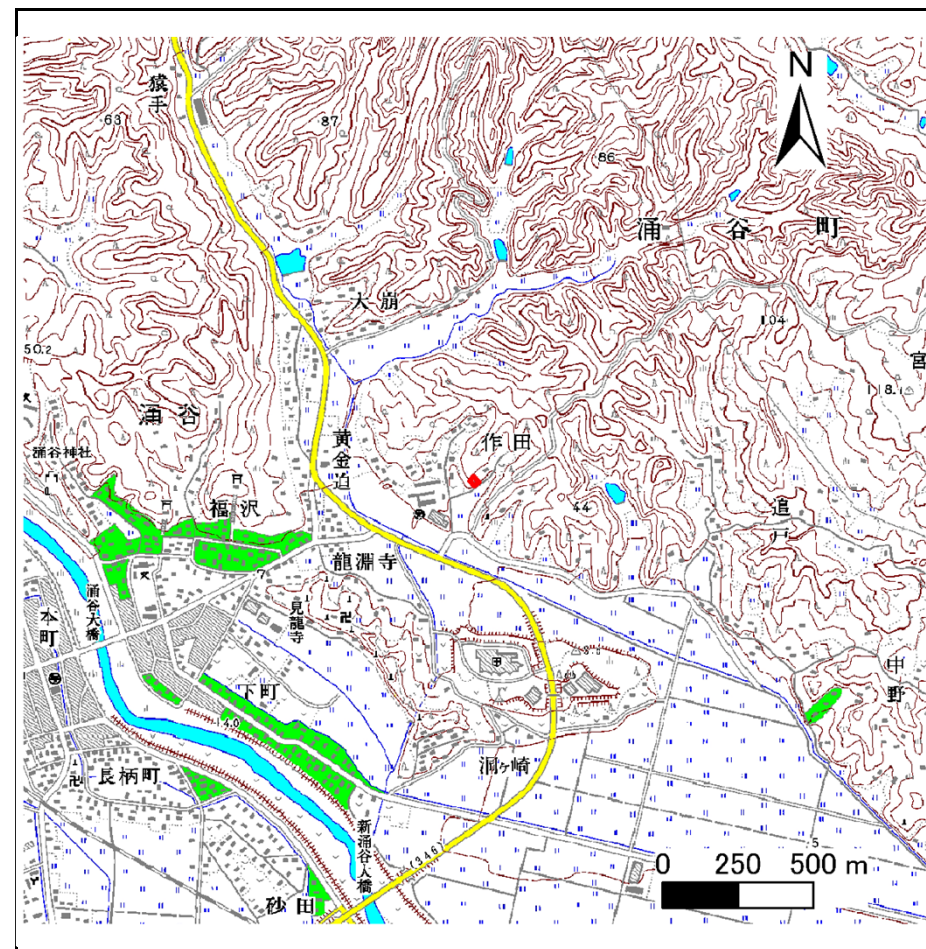 猿手
63
87
86
N
涌谷町
大崩
104
宮
118.1
50.2
涌谷
黄金迫
作田
涌谷神社
福沢
44
追戸
龍淵寺
7
見龍寺
本町
涌谷大橋
下町
中野
4.0
洞ヶ崎
長柄町
新涌谷大橋
(346)
砂田
5
0 250 500 m